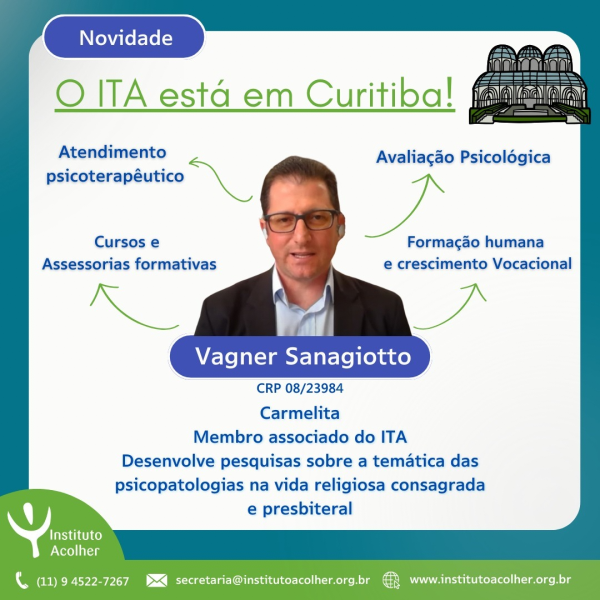 Novidade
O ITA está em Curitiba!
Atendimento
psicoterapêutico
Avaliação Psicológica
Cursos e
Assessorias formativas
Formação humana
e crescimento Vocacional
Vagner Sanagiotto
CRP 08/23984
Carmelita
Membro associado do ITA
Desenvolve pesquisas sobre a temática das
psicopatologias na vida religiosa consagrada
e presbiteral
Instituto
Acolher
(11) 9 4522-7267
secretaria@institutoacolher.org.br
www.institutoacolher.org.br